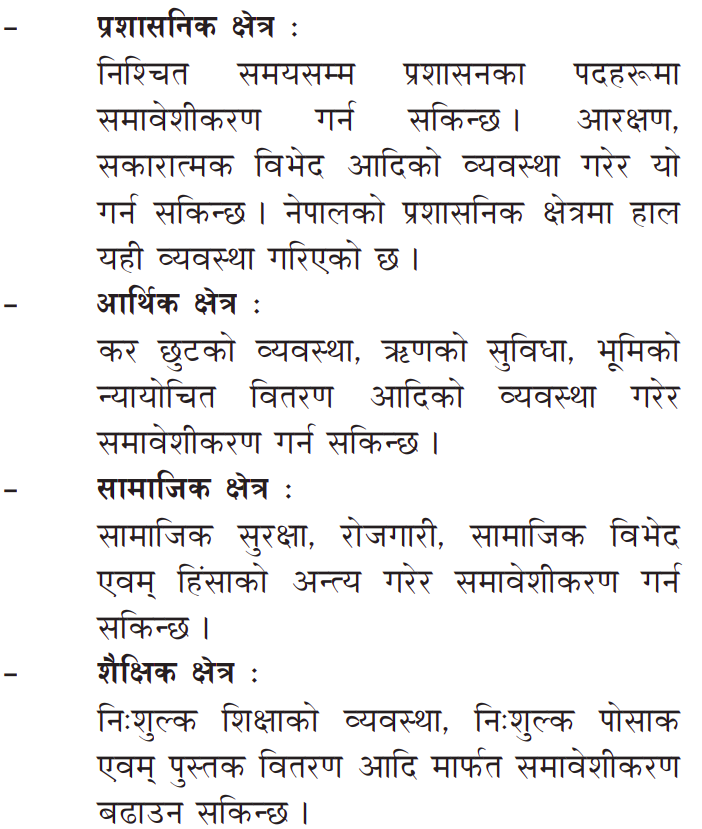 – प्रशासनिक क्षेत्र :
निश्चित समयसम्म प्रशासनका पदहरूमा
समावेशीकरण गर्न सकिन्छ । आरक्षण,
सकारात्मक विभेद आदिको व्यवस्था गरेर यो
गर्न सकिन्छ । नेपालको प्रशासनिक क्षेत्रमा हाल
यही व्यवस्था गरिएको छ ।
– आर्थिक क्षेत्र :
कर छुटको व्यवस्था, ऋणको सुविधा, भूमिको
न्यायोचित वितरण आदिको व्यवस्था गरेर
समावेशीकरण गर्न सकिन्छ ।
– सामाजिक क्षेत्र :
सामाजिक सुरक्षा, रोजगारी, सामाजिक विभेद
एवम् हिंसाको अन्त्य गरेर समावेशीकरण गर्न
सकिन्छ ।
– शैक्षिक क्षेत्र :
निःशुल्क शिक्षाको व्यवस्था, निःशुल्क पोसाक
एवम् पुस्तक वितरण आदि मार्फत समावेशीकरण
बढाउन सकिन्छ ।